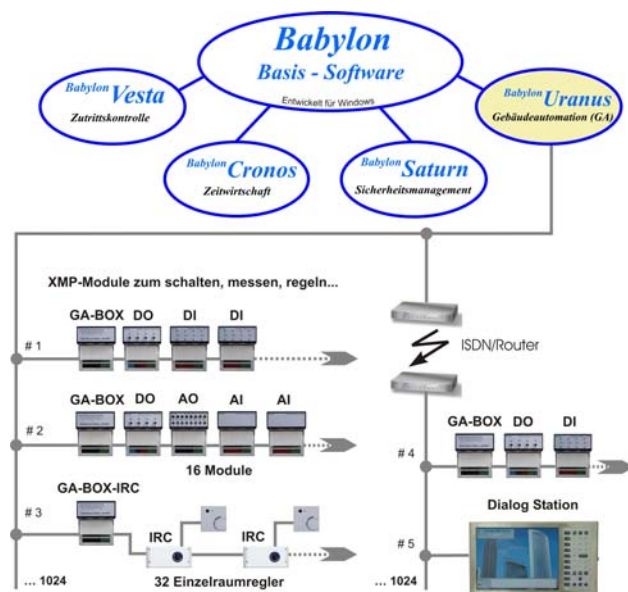 Babylon
Basis - Software
Entwickelt für Windows
Babylon Vesta
Zutrittskontrolle
Babylon Uranus
Gebäudeautomation (GA)
Babylon Cronos
Zeitwirtschaft
Babylon Saturn
Sicherheitsmanagement
XMP-Module zum schalten, messen, regeln...
GA-BOX DO DI DI
# 1
ISDN/Router
GA-BOX DO AO AI AI
# 2
16 Module
GA-BOX DO DI
# 4
GA-BOX-IRC
# 3
IRC IRC
32 Einzelraumregler
Dialog Station
# 5
... 1024
... 1024